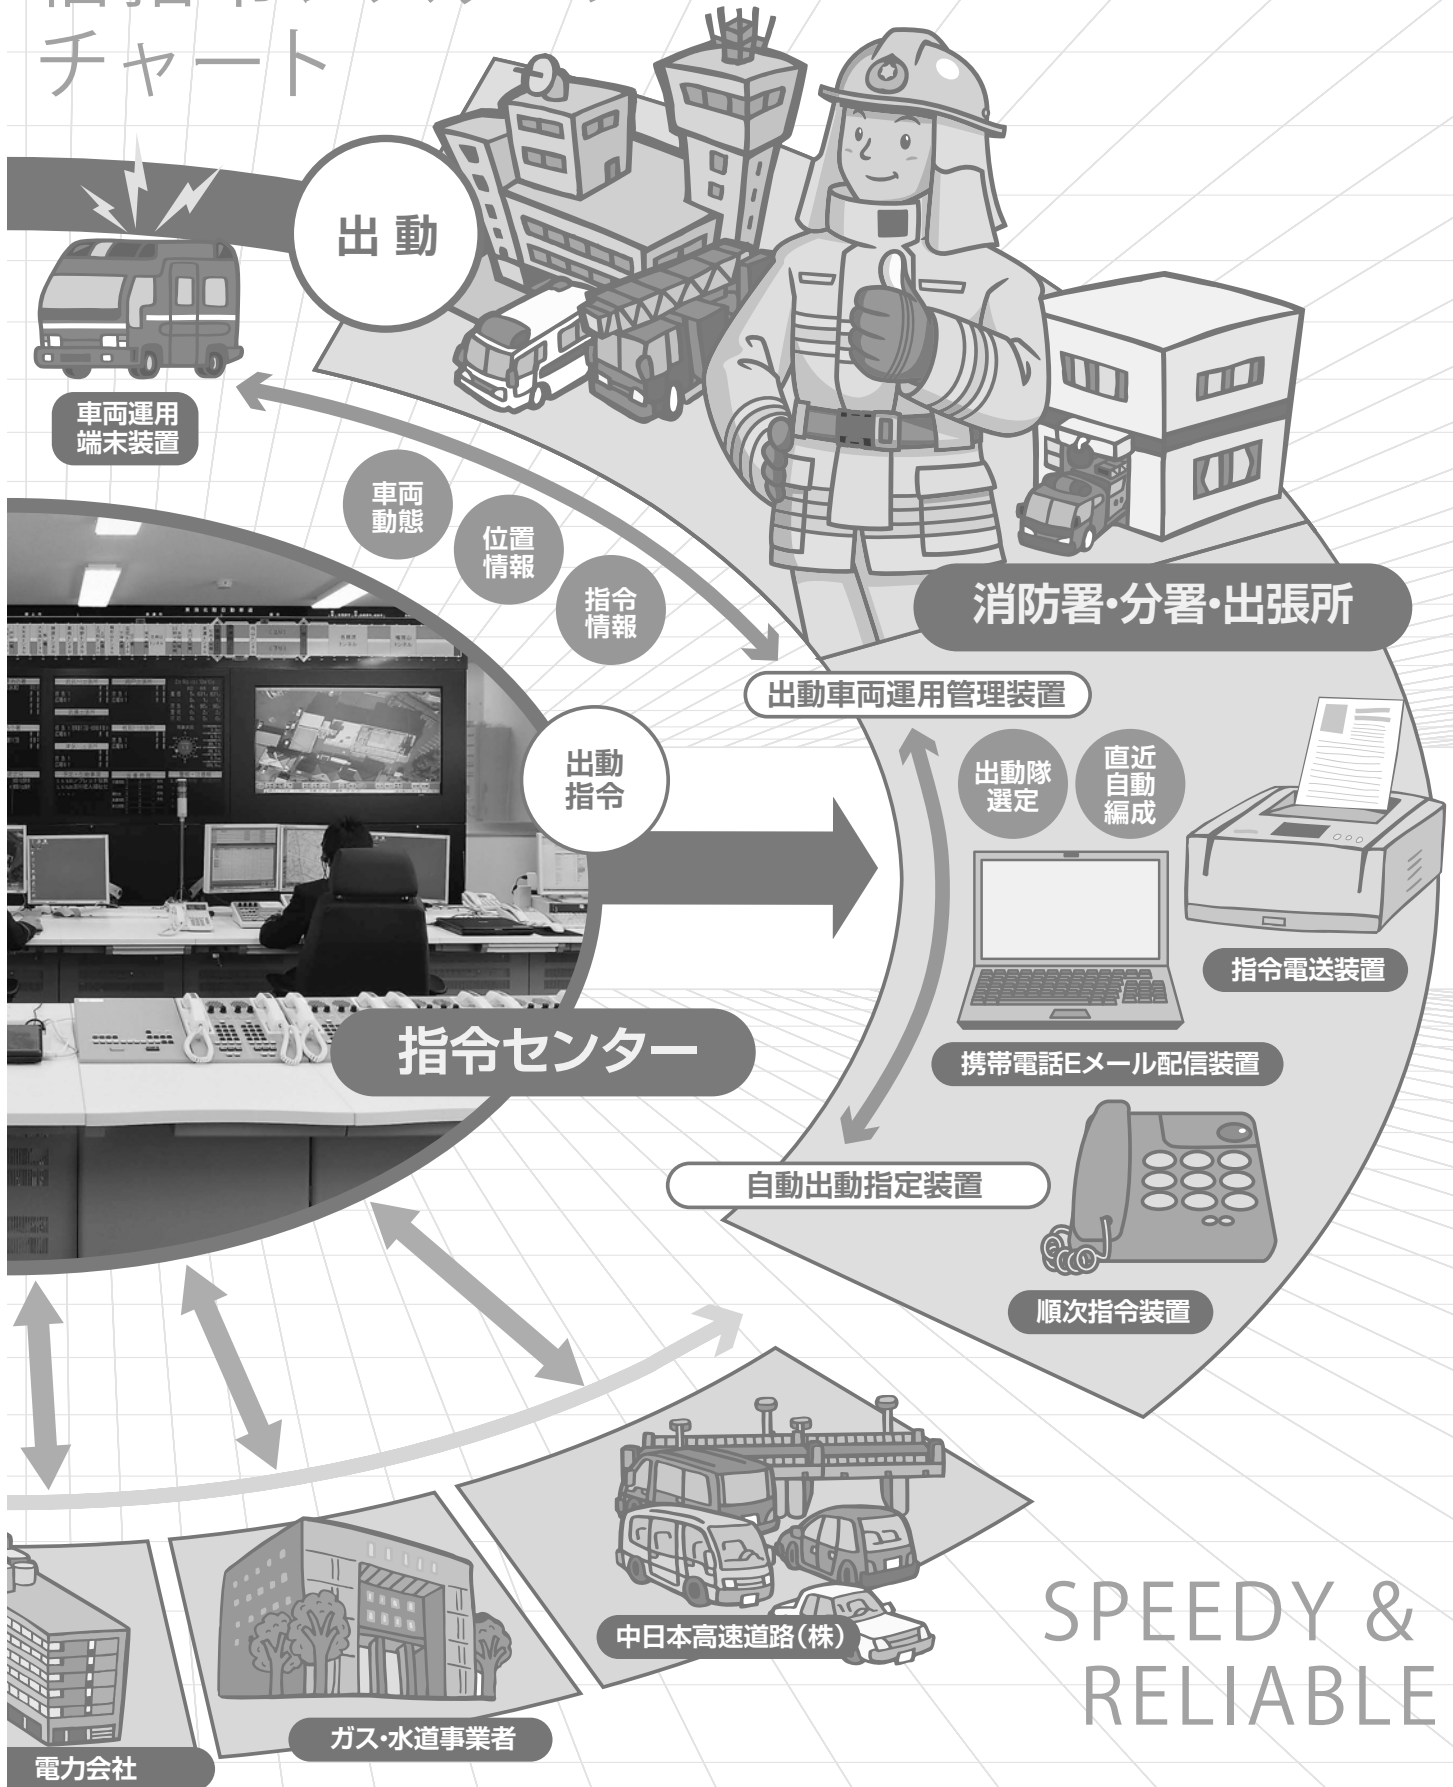 チャート
出動
車両運用
端末装置
車両
動態
位置
情報
指令
情報
消防署・分署・出張所
出動車両運用管理装置
出動
指令
出動隊
選定
直近
自動
編成
指令電送装置
指令センター
携帯電話Eメール配信装置
自動出動指定装置
順次指令装置
中日本高速道路（株）
ガス・水道事業者
電力会社
SPEEDY &
RELIABLE